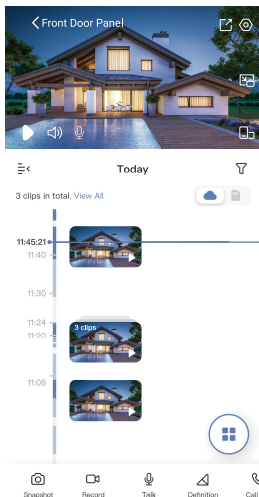 Front Door Panel
Today
3 clips in total. View All
11:45:21
11:40
11:30
11:24
3 clips
11:20
11:08
Snapshot
Record
Talk
Definition
Call